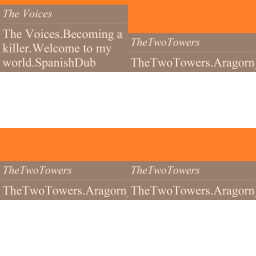 The Voices
The Voices.Becoming a
killer.Welcome to my
world.SpanishDub
TheTwoTowers
TheTwoTowers.Aragorn
TheTwoTowers
TheTwoTowers.Aragorn
TheTwoTowers
TheTwoTowers.Aragorn